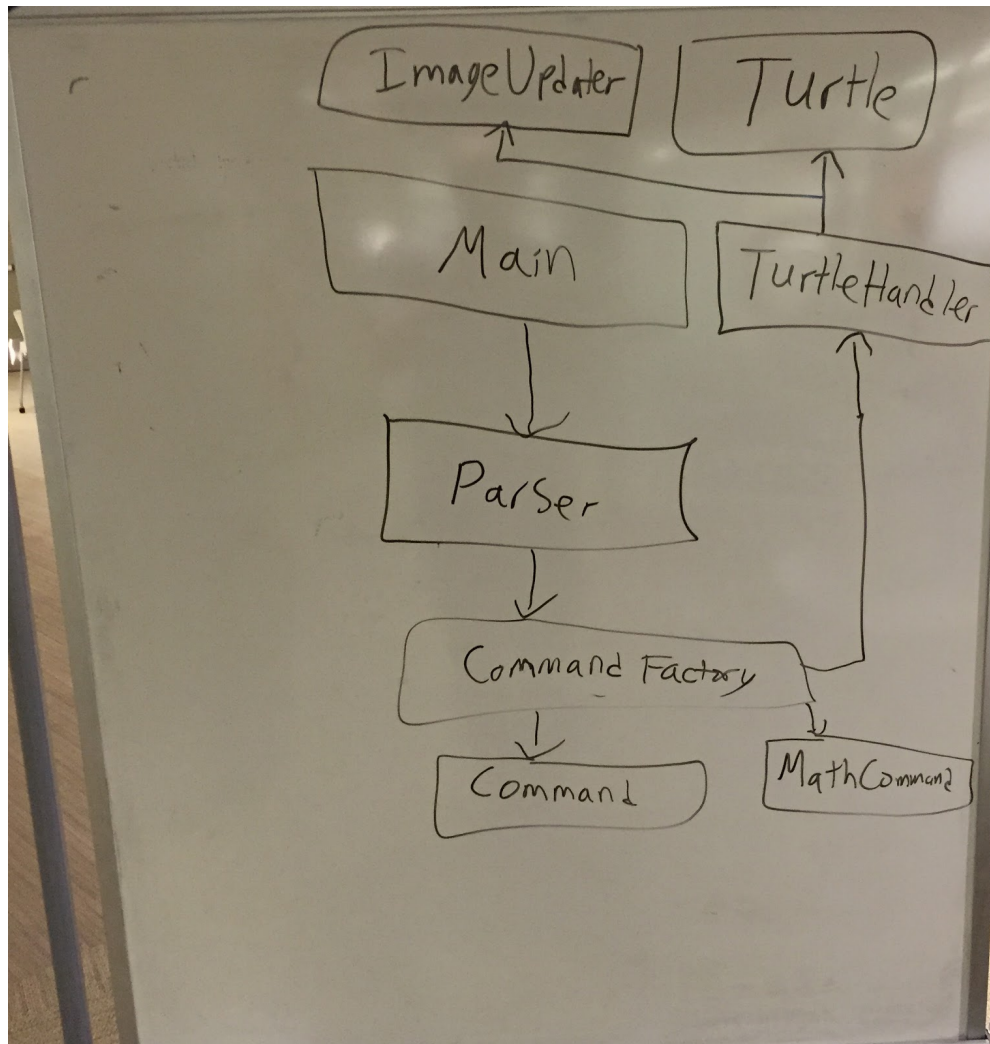 ImageUpdater
Turtle
Main
TurtleHandler
Parser
Command Factory
Command
MathCommand